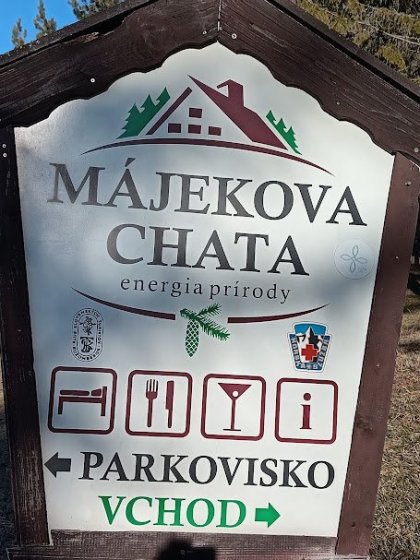 MÁJEKOVA
CHATA
energia prírody
i
PARKOVISKO
VCHOD